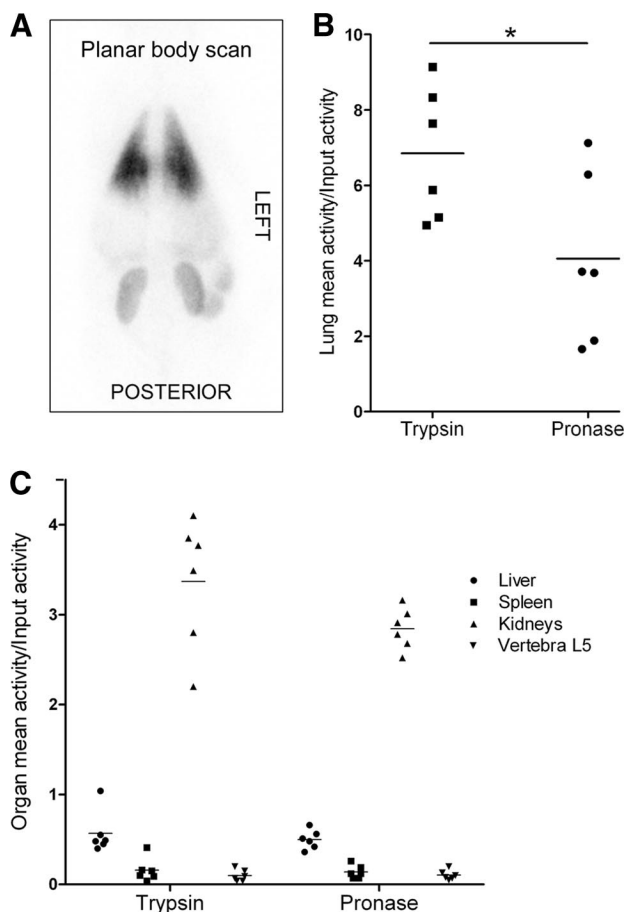 A
Planar body scan
LEFT
POSTERIOR
B
*
Lung mean activity/Input activity
10
8
6
4
2
0
Trypsin
Pronase
C
Organ mean activity/Input activity
4
3
2
1
0
Trypsin
Pronase
Liver
Spleen
Kidneys
Vertebra L5